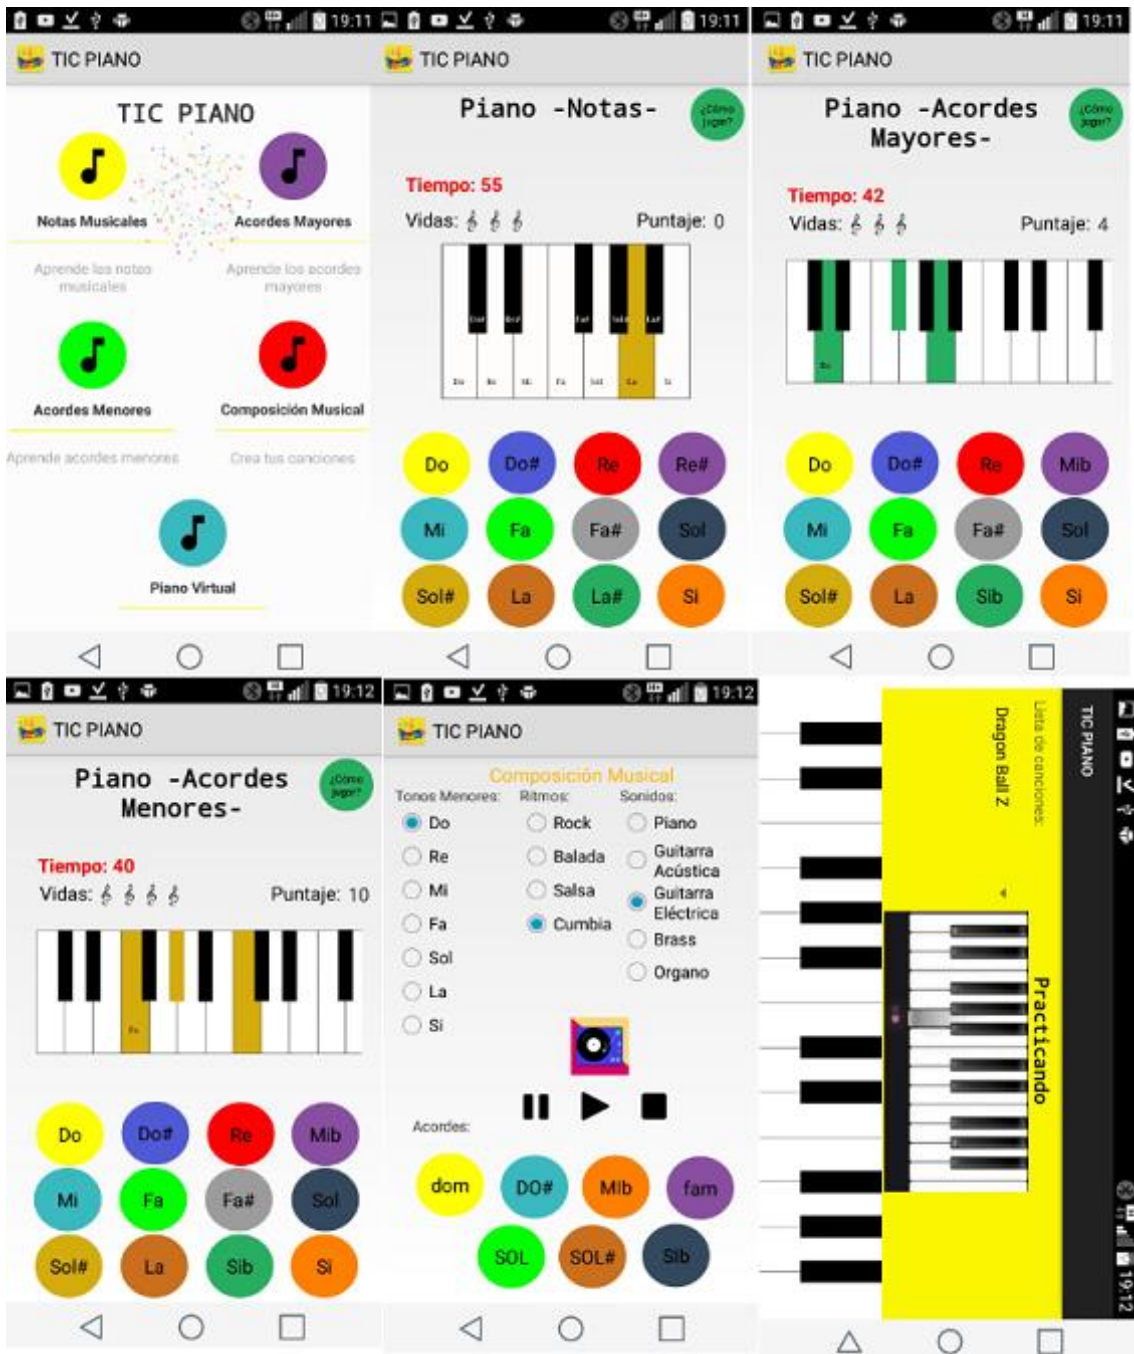 19:11
TIC PIANO
TIC PIANO
Notas Musicales
Acordes Mayores
Aprende las notas musicales
Aprende los acordes mayores
Acordes Menores
Composición Musical
Aprende acordes menores
Crea tus canciones
Piano Virtual
19:11
TIC PIANO
Piano -Notas-
¿Cómo jugar?
Tiempo: 55
Vidas:
Puntaje: 0
Do Do# Re Re#
Mi Fa Fa# Sol
Sol# La La# Si
19:11
TIC PIANO
Piano -Acordes
Mayores-
¿Cómo jugar?
Tiempo: 42
Vidas:
Puntaje: 4
Do
Do Do# Re Mib
Mi Fa Fa# Sol
Sol# La Sib Si
19:12
TIC PIANO
Piano -Acordes
Menores-
¿Cómo jugar?
Tiempo: 40
Vidas:
Puntaje: 10
Do Do# Re Mib
Mi Fa Fa# Sol
Sol# La Sib Si
19:12
TIC PIANO
Composición Musical
Tonos Menores: Ritmos: Sonidos:
Do Rock Piano
Re Balada Guitarra Acústica
Mi Salsa Guitarra Eléctrica
Fa Cumbia Brass
Sol Organo
La
Si
Acordes:
dom DO# MIb fam
SOL SOL# SIb
19:12
TIC PIANO
Lista de canciones:
Dragon Ball Z
Practicando